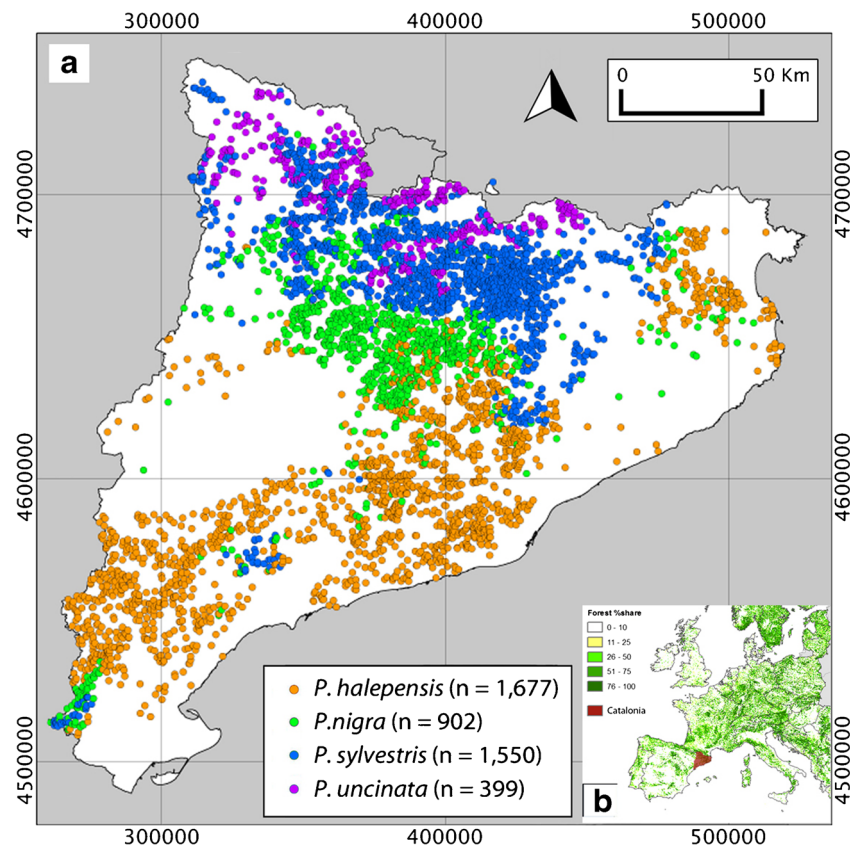 300000 400000 500000
a
0 50 Km
4700000 4700000
4600000 4600000
4500000 4500000
P. halepensis (n = 1,677)
P.nigra (n = 902)
P. sylvestris (n = 1,550)
P. uncinata (n = 399)
Forest %share
0 - 10
11 - 25
26 - 50
51 - 75
76 - 100
Catalonia
b
300000 400000 500000